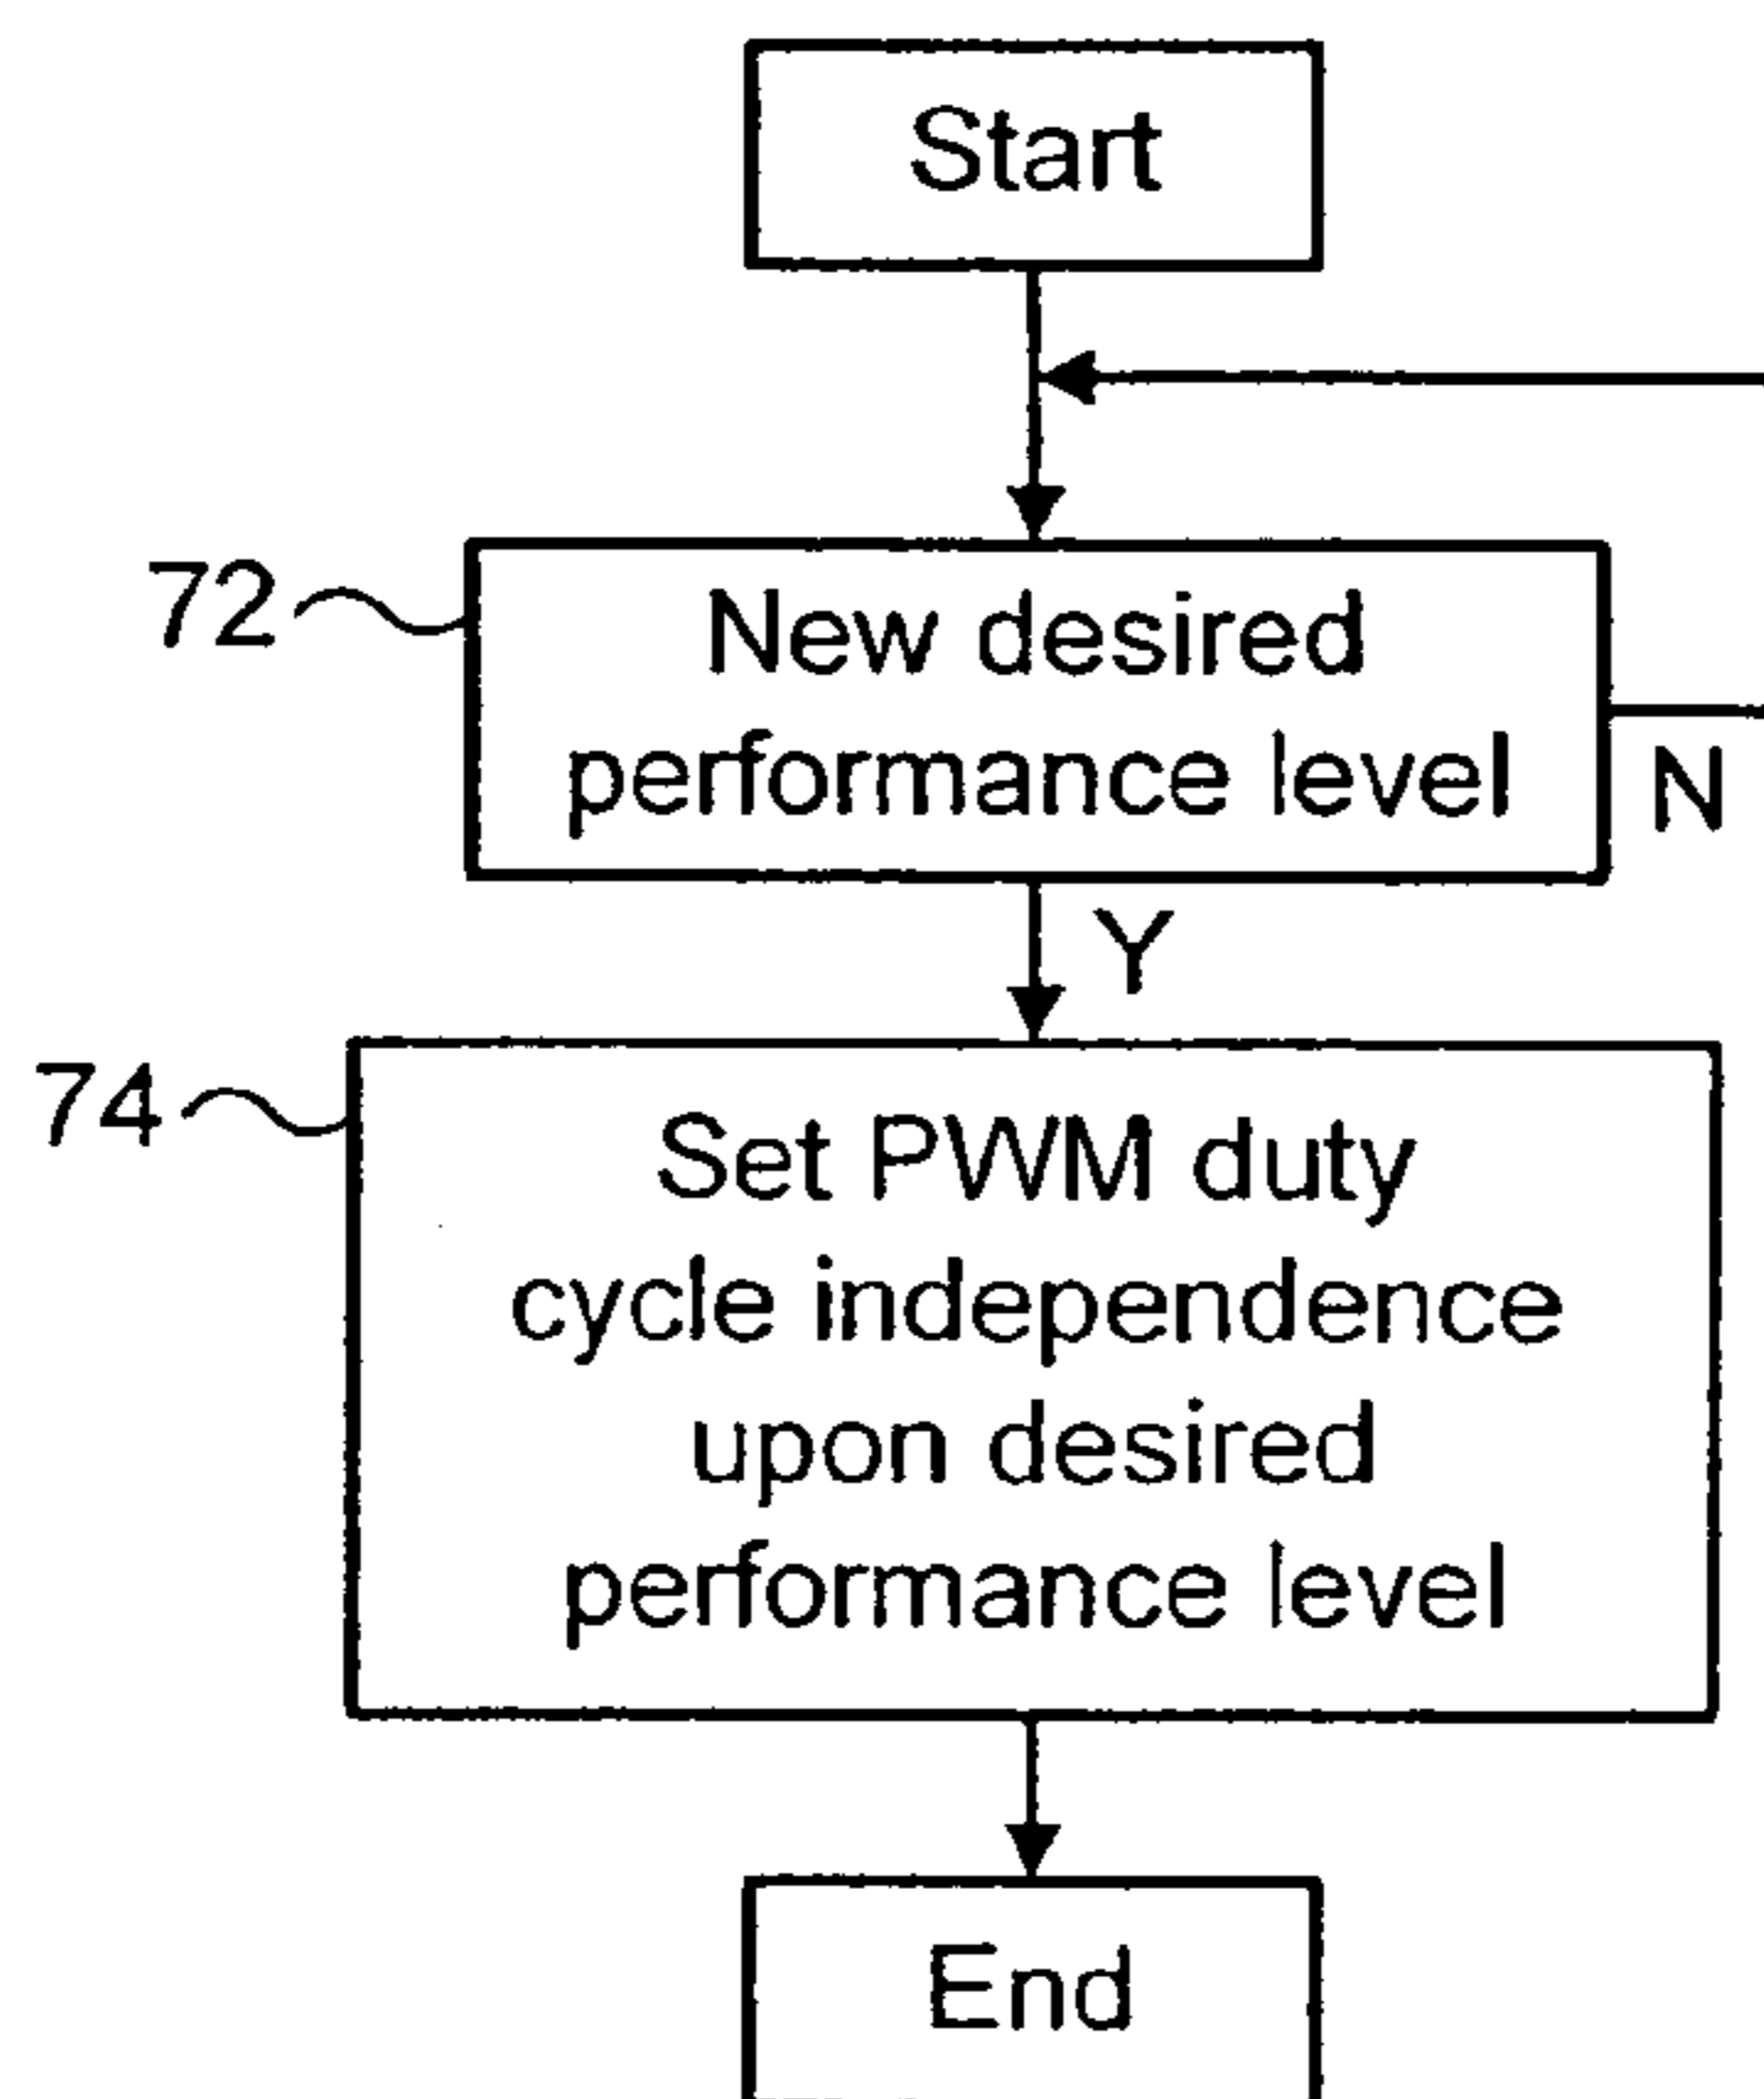 Start
72
New desired
performance level
N
Y
74
Set PWM duty
cycle independence
upon desired
performance level
End